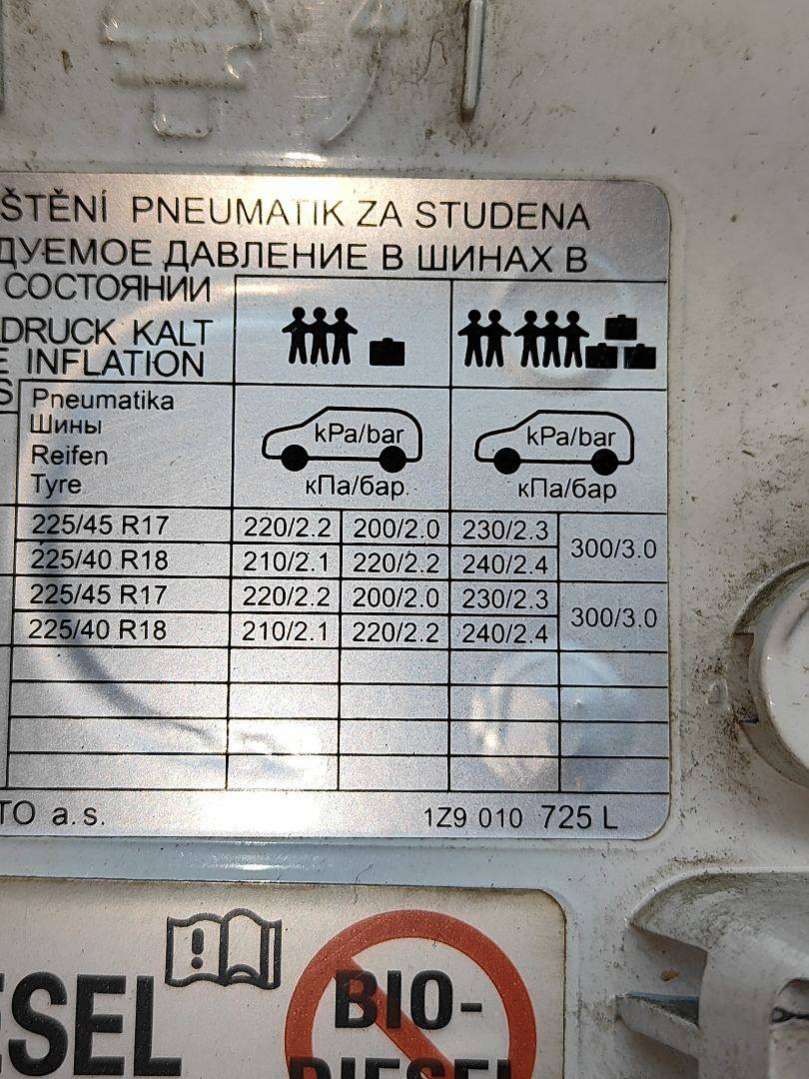 ŠTĚNÍ PNEUMATIK ZA STUDENA
ДУЕМОЕ ДАВЛЕНИЕ В ШИНАХ В
СОСТОЯНИИ
DRUCK KALT
E INFLATION
S
Pneumatika
Шины
Reifen
Tyre
kPa/bar
кПа/бар
kPa/bar
кПа/бар
225/45 R17 220/2.2 200/2.0 230/2.3 300/3.0
225/40 R18 210/2.1 220/2.2 240/2.4
225/45 R17 220/2.2 200/2.0 230/2.3 300/3.0
225/40 R18 210/2.1 220/2.2 240/2.4
TO a.s. 1Z9 010 725 L
ESEL
BIO-
DIESEL